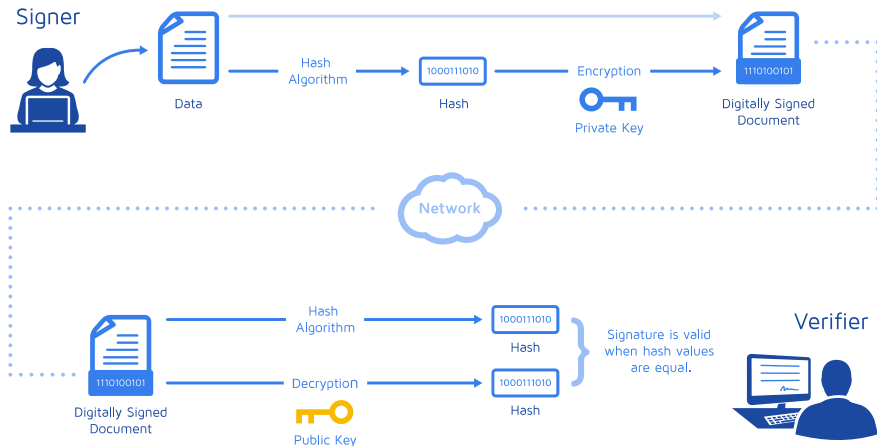 Signer
Data
Hash
Algorithm
1000111010
Hash
Encryption
Private Key
1110100101
Digitally Signed
Document
Network
1110100101
Digitally Signed
Document
Hash
Algorithm
1000111010
Hash
Decryption
Public Key
1000111010
Hash
Signature is valid
when hash values
are equal.
Verifier